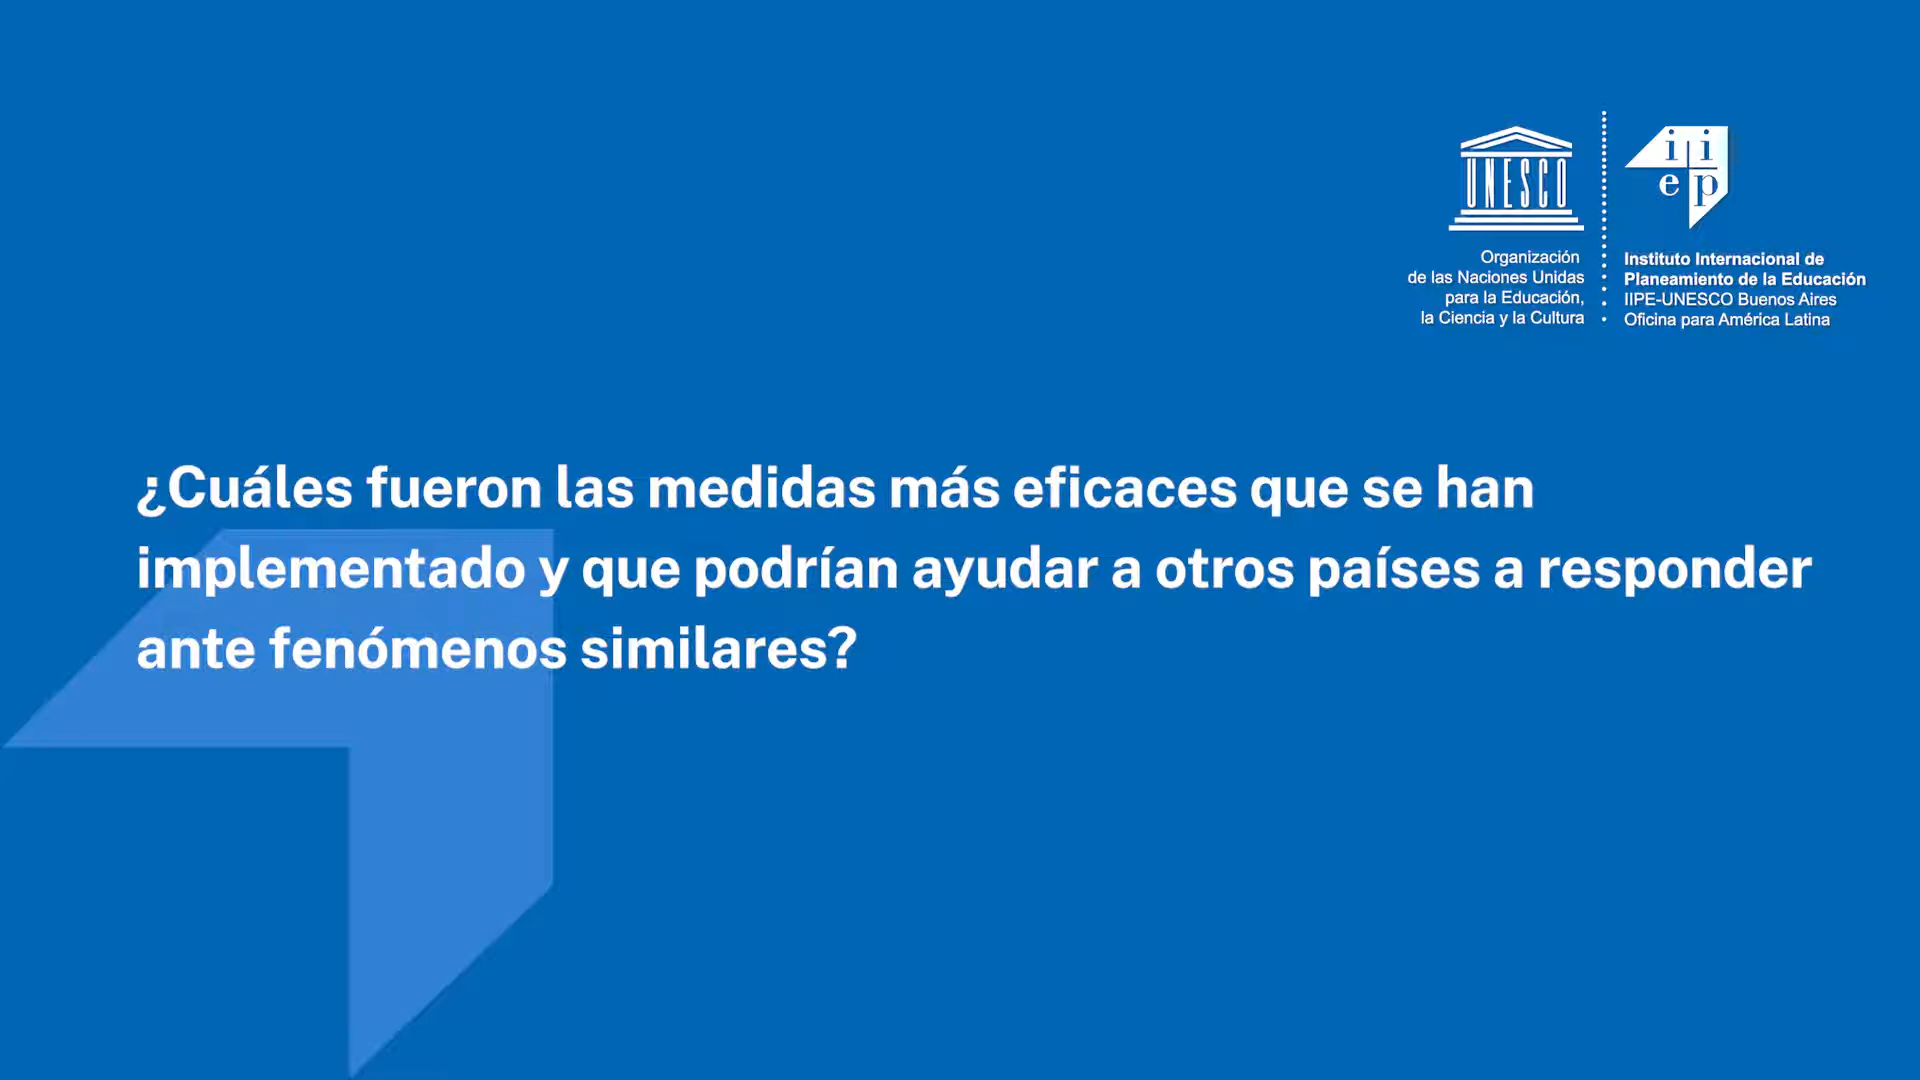 UNESCO
Organización
de las Naciones Unidas
para la Educación,
la Ciencia y la Cultura
i i
e p
Instituto Internacional de
Planeamiento de la Educación
IIPE-UNESCO Buenos Aires
Oficina para América Latina
¿Cuáles fueron las medidas más eficaces que se han
implementado y que podrían ayudar a otros países a responder
ante fenómenos similares?